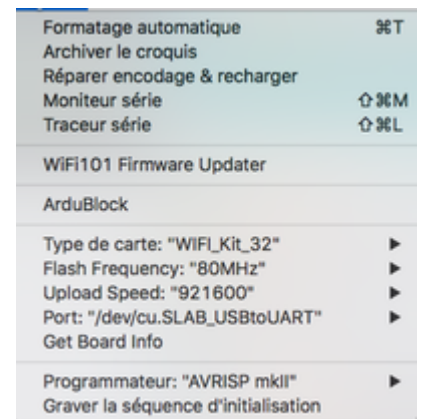 Formatage automatique ⌘T
Archiver le croquis
Réparer encodage & recharger
Moniteur série ⇧⌘M
Traceur série ⇧⌘L
WiFi101 Firmware Updater
ArduBlock
Type de carte: "WIFI_Kit_32" ▶
Flash Frequency: "80MHz" ▶
Upload Speed: "921600" ▶
Port: "/dev/cu.SLAB_USBtoUART" ▶
Get Board Info
Programmateur: "AVRISP mkII" ▶
Graver la séquence d'initialisation